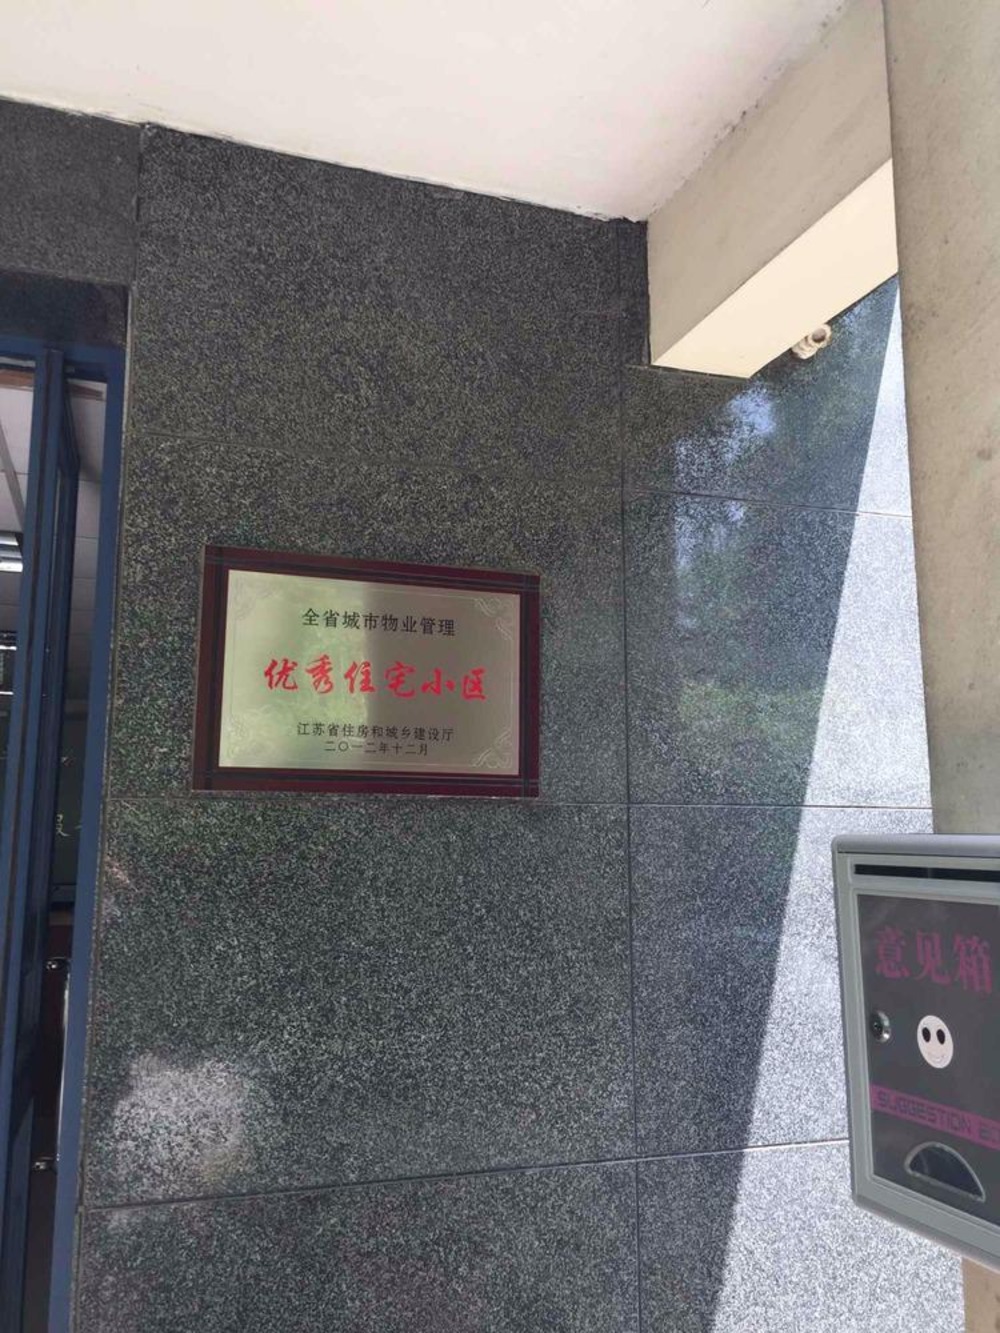 全省城市物业管理
优秀住宅小区
江苏省住房和城乡建设厅
二〇一二年十二月
意见箱
SUGGESTION